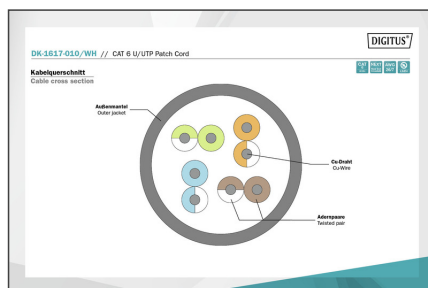 DIGITUS®
DK-1617-010/WH // CAT 6 U/UTP Patch Cord
Kabelquerschnitt
Cable cross section
Außenmantel
Outer jacket
Cu-Draht
Cu-Wire
Adernpaare
Twisted pair